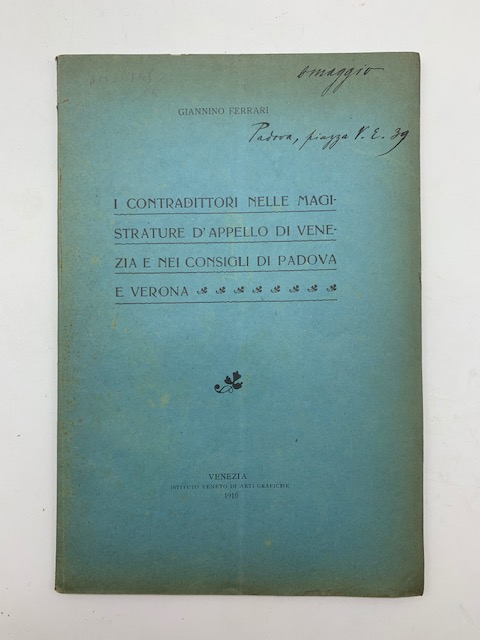 omaggio
GIANNINO FERRARI
Padova, piazza V. E. 39
I CONTRADITTORI NELLE MAGI-
STRATURE D'APPELLO DI VENE-
ZIA E NEI CONSIGLI DI PADOVA
E VERONA
VENEZIA
ISTITUTO VENETO DI ARTI GRAFICHE
1910